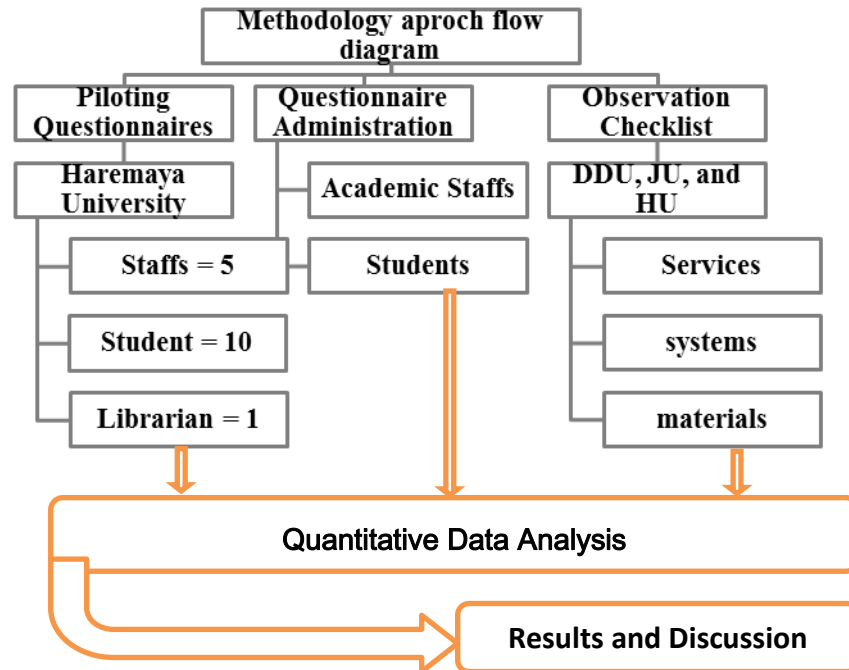 Methodology aproch flow
diagram
Piloting
Questionnaires
Questionnaire
Administration
Observation
Checklist
Haremaya
University
Academic Staffs
DDU, JU, and
HU
Staffs = 5
Students
Services
Student = 10
systems
Librarian = 1
materials
Quantitative Data Analysis
Results and Discussion